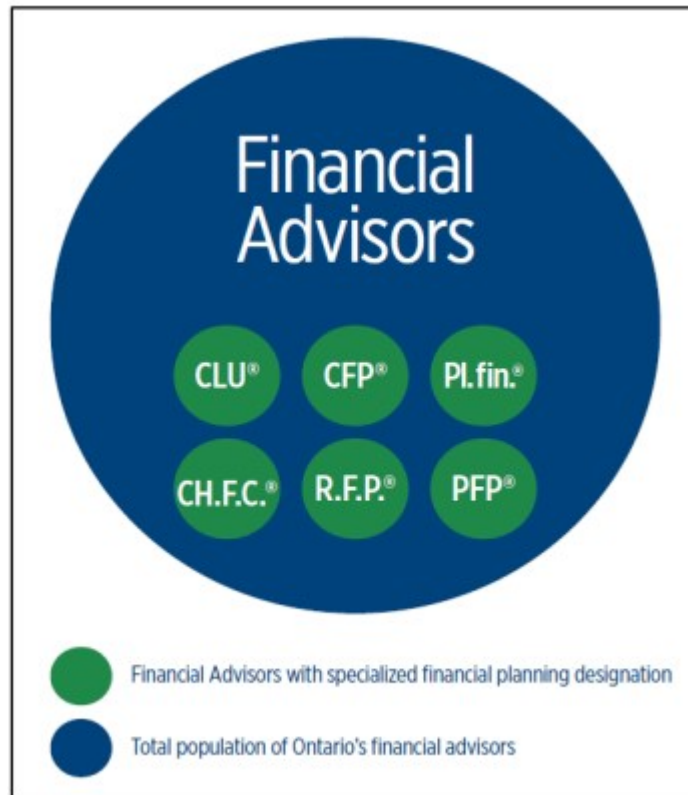 Financial
Advisors
CLU® CFP® Pl.fin.®
CH.F.C.® R.F.P.® PFP®
Financial Advisors with specialized financial planning designation
Total population of Ontario's financial advisors